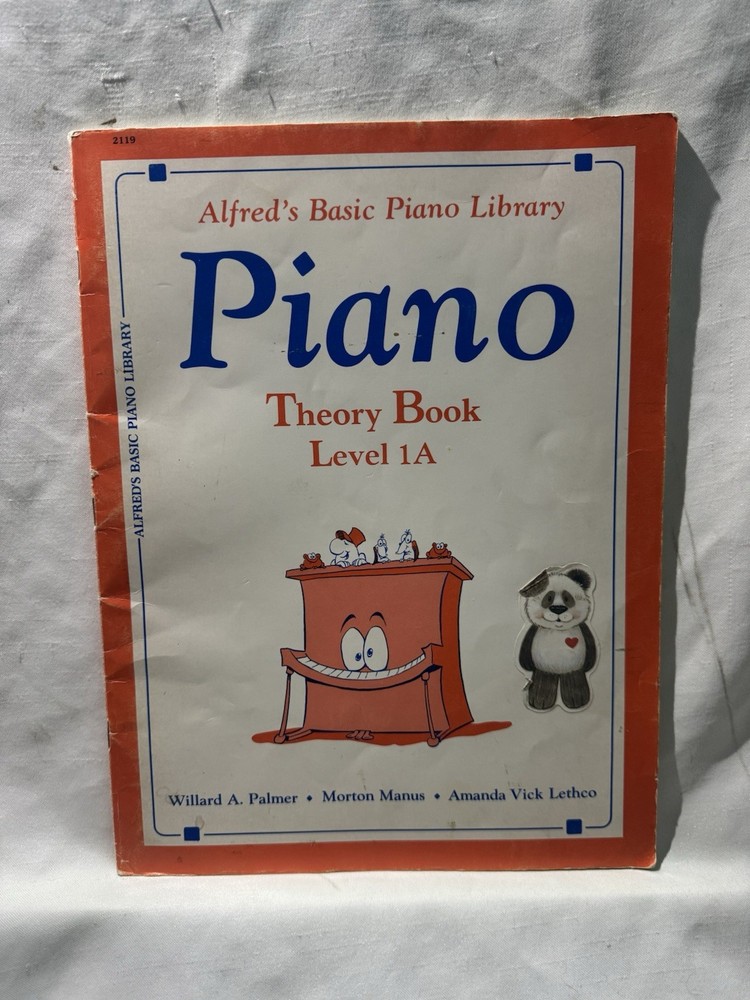 2119
Alfred's Basic Piano Library
Piano
Theory Book
Level 1A
ALFRED'S BASIC PIANO LIBRARY
Willard A. Palmer • Morton Manus • Amanda Vick Lethco